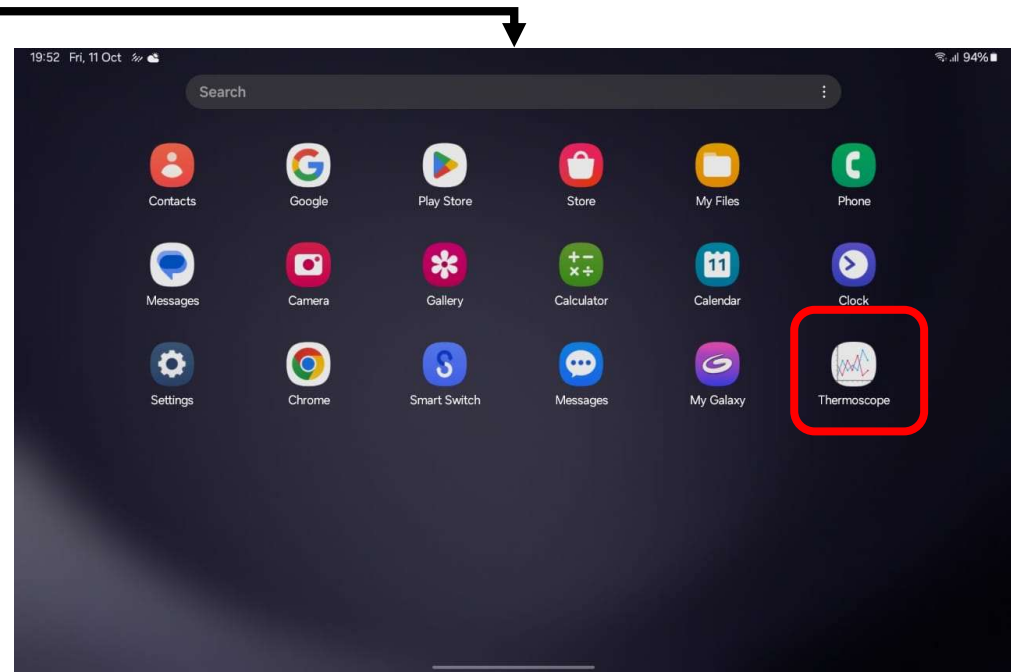 19:52 Fri, 11 Oct
94%
Search
Contacts Google Play Store Store My Files Phone
11
Messages Camera Gallery Calculator Calendar Clock
Settings Chrome Smart Switch Messages My Galaxy Thermoscope